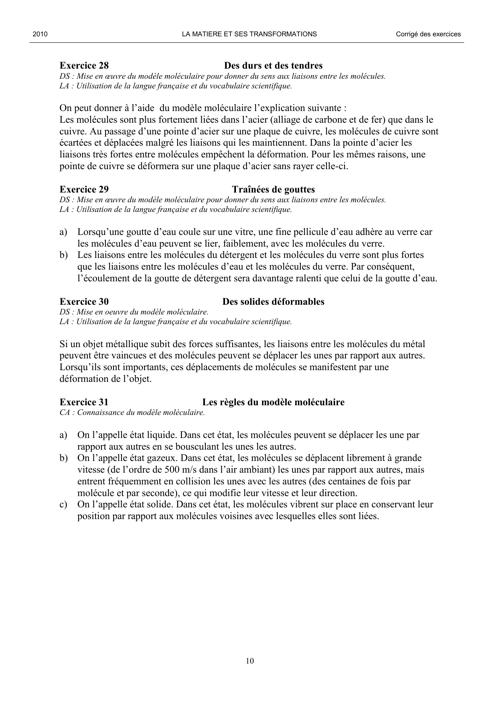 2010 LA MATIERE ET SES TRANSFORMATIONS Corrigé des exercices
Exercice 28 Des durs et des tendres
DS : Mise en œuvre du modèle moléculaire pour donner du sens aux liaisons entre les molécules.
LA : Utilisation de la langue française et du vocabulaire scientifique.
On peut donner à l'aide du modèle moléculaire l'explication suivante :
Les molécules sont plus fortement liées dans l'acier (alliage de carbone et de fer) que dans le
cuivre. Au passage d'une pointe d'acier sur une plaque de cuivre, les molécules de cuivre sont
écartées et déplacées malgré les liaisons qui les maintiennent. Dans la pointe d'acier les
liaisons très fortes entre molécules empêchent la déformation. Pour les mêmes raisons, une
pointe de cuivre se déformera sur une plaque d'acier sans rayer celle-ci.
Exercice 29 Traînées de gouttes
DS : Mise en œuvre du modèle moléculaire pour donner du sens aux liaisons entre les molécules.
LA : Utilisation de la langue française et du vocabulaire scientifique.
a) Lorsqu'une goutte d'eau coule sur une vitre, une fine pellicule d'eau adhère au verre car
les molécules d'eau peuvent se lier, faiblement, avec les molécules du verre.
b) Les liaisons entre les molécules du détergent et les molécules du verre sont plus fortes
que les liaisons entre les molécules d'eau et les molécules du verre. Par conséquent,
l'écoulement de la goutte de détergent sera davantage ralenti que celui de la goutte d'eau.
Exercice 30 Des solides déformables
DS : Mise en oeuvre du modèle moléculaire.
LA : Utilisation de la langue française et du vocabulaire scientifique.
Si un objet métallique subit des forces suffisantes, les liaisons entre les molécules du métal
peuvent être vaincues et des molécules peuvent se déplacer les unes par rapport aux autres.
Lorsqu'ils sont importants, ces déplacements de molécules se manifestent par une
déformation de l'objet.
Exercice 31 Les règles du modèle moléculaire
CA : Connaissance du modèle moléculaire.
a) On l'appelle état liquide. Dans cet état, les molécules peuvent se déplacer les une par
rapport aux autres en se bousculant les unes les autres.
b) On l'appelle état gazeux. Dans cet état, les molécules se déplacent librement à grande
vitesse (de l'ordre de 500 m/s dans l'air ambiant) les unes par rapport aux autres, mais
entrent fréquemment en collision les unes avec les autres (des centaines de fois par
molécule et par seconde), ce qui modifie leur vitesse et leur direction.
c) On l'appelle état solide. Dans cet état, les molécules vibrent sur place en conservant leur
position par rapport aux molécules voisines avec lesquelles elles sont liées.
10